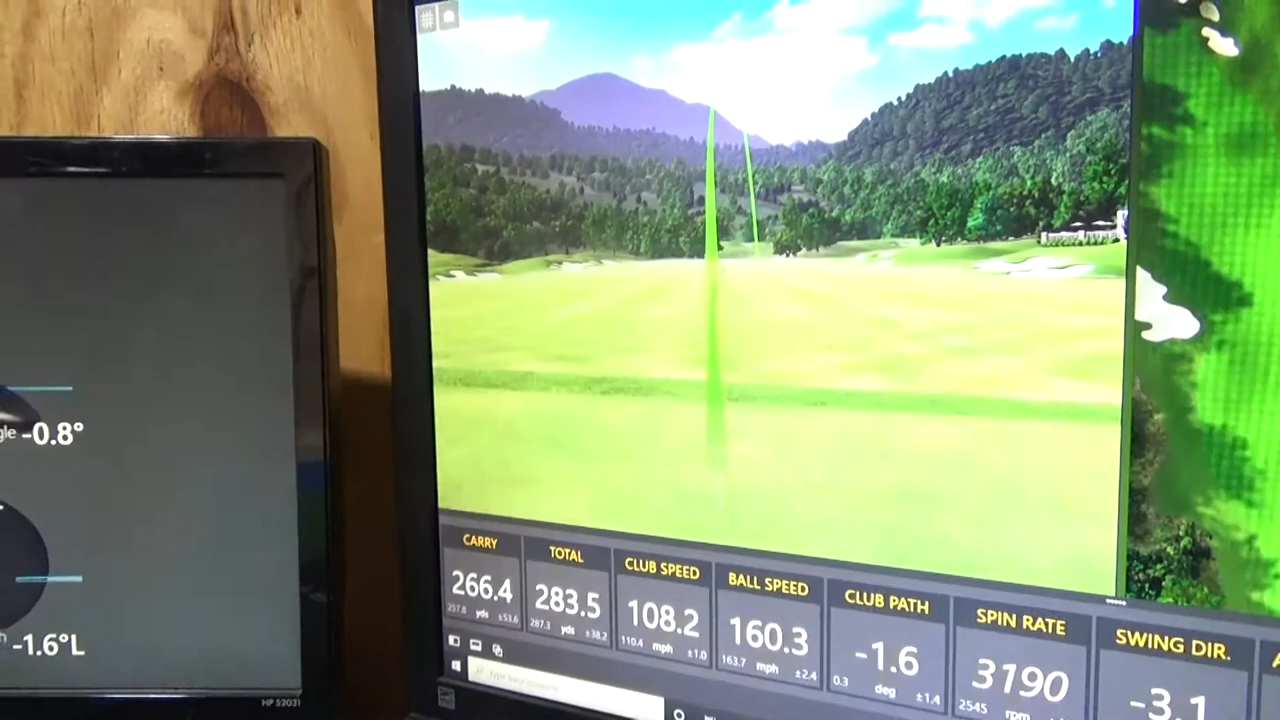 -0.8°
-1.6°L
HP S2031
CARRY
266.4
257.8 yds ±53.6
TOTAL
283.5
287.3 yds ±38.2
CLUB SPEED
108.2
110.4 mph ±1.0
BALL SPEED
160.3
163.7 mph ±2.4
CLUB PATH
-1.6
0.3 deg ±1.4
SPIN RATE
3190
2545 rpm
SWING DIR.
-3.1